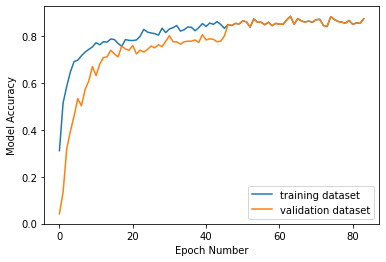 0.8
0.6
0.4
0.2
0.0
Model Accuracy
0
20
40
60
80
Epoch Number
training dataset
validation dataset